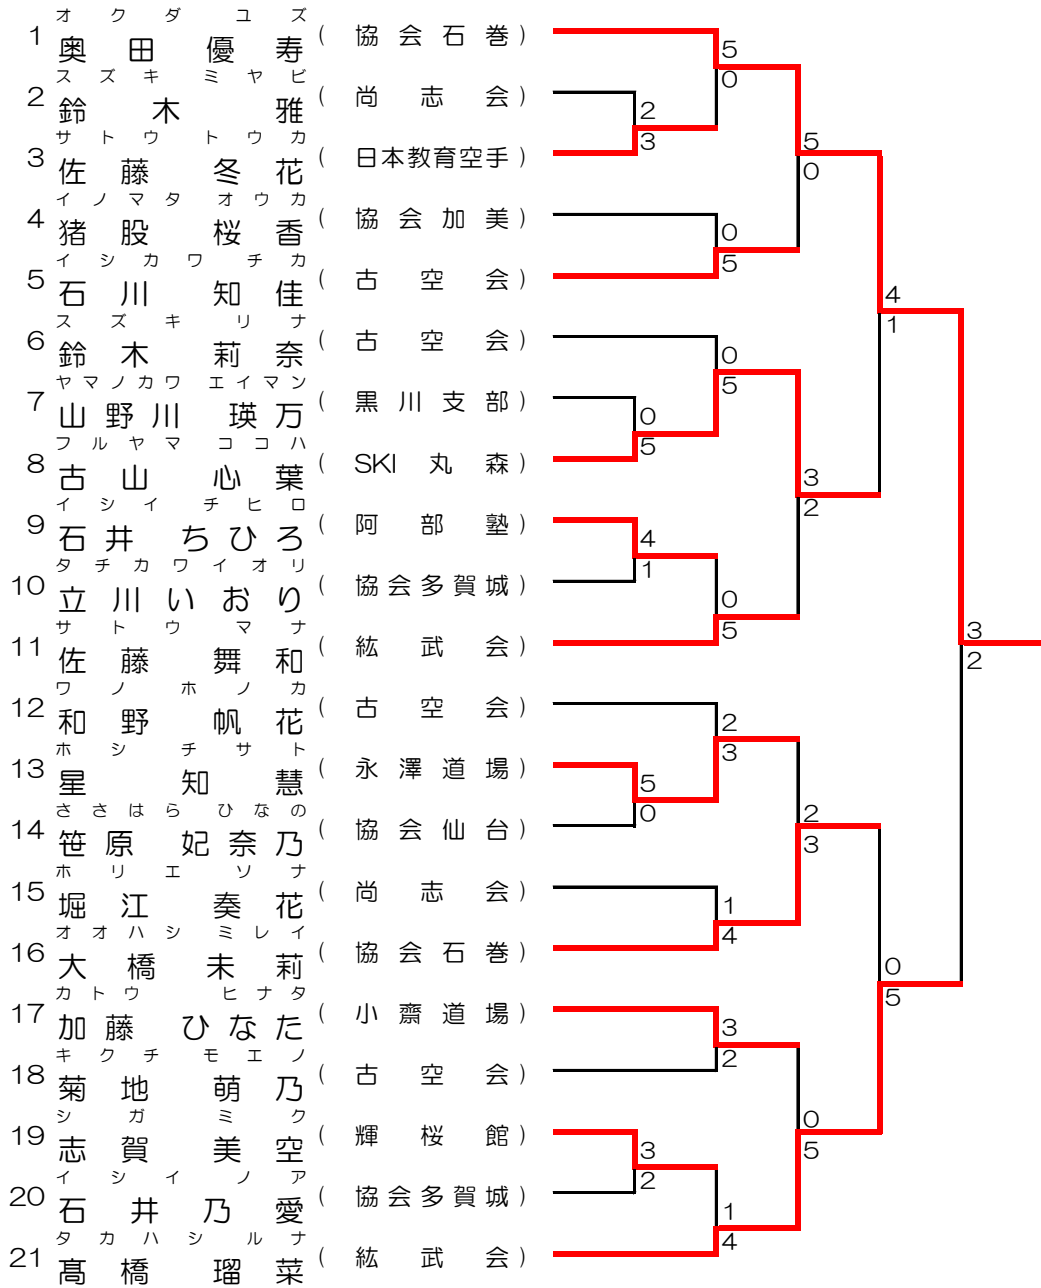 オクダ ユズ
1 奥田 優寿 （ 協会石巻 ）
スズキ ミヤビ
2 鈴木 雅 （ 尚志会 ）
サトウ トウカ
3 佐藤 冬花 （ 日本教育空手 ）
イノマタ オウカ
4 猪股 桜香 （ 協会加美 ）
イシカワ チカ
5 石川 知佳 （ 古空会 ）
スズキ リナ
6 鈴木 莉奈 （ 古空会 ）
ヤマノカワ エイマン
7 山野川 瑛万 （ 黒川支部 ）
フルヤマ ココハ
8 古山 心葉 （ SKI 丸森 ）
イシイ チヒロ
9 石井 ちひろ （ 阿部塾 ）
タチカワイオリ
10 立川いおり （ 協会多賀城 ）
サトウ マナ
11 佐藤 舞和 （ 紘武会 ）
ワノ ホノカ
12 和野 帆花 （ 古空会 ）
ホシ チサト
13 星 知慧 （ 永澤道場 ）
ささはら ひなの
14 笹原 妃奈乃 （ 協会仙台 ）
ホリエ ソナ
15 堀江 奏花 （ 尚志会 ）
オオハシ ミレイ
16 大橋 未莉 （ 協会石巻 ）
カトウ ヒナタ
17 加藤 ひなた （ 小齋道場 ）
キクチ モエノ
18 菊地 萌乃 （ 古空会 ）
シガ ミク
19 志賀 美空 （ 輝桜館 ）
イシイ ノア
20 石井 乃愛 （ 協会多賀城 ）
タカハシ ルナ
21 髙橋 瑠菜 （ 紘武会 ）
2
3
0
5
4
1
5
0
3
2
5
0
0
5
0
5
0
5
2
3
1
4
3
2
1
4
5
0
3
2
2
3
0
5
4
1
0
5
3
2